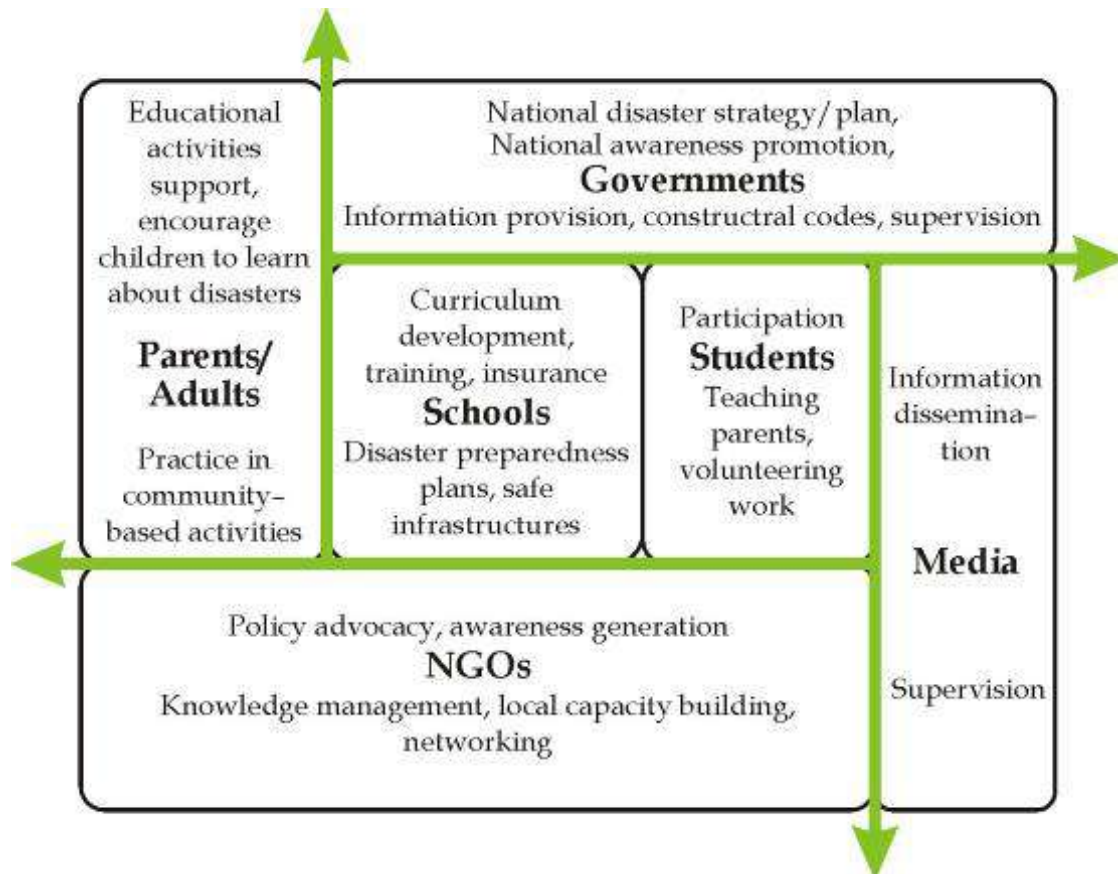 Educational
activities
support,
encourage
children to learn
about disasters
Parents/
Adults
Practice in
community–
based activities
National disaster strategy/plan,
National awareness promotion,
Governments
Information provision, constructral codes, supervision
Curriculum
development,
training, insurance
Schools
Disaster preparedness
plans, safe
infrastructures
Participation
Students
Teaching
parents,
volunteering
work
Information
dissemina–
tion
Media
Supervision
Policy advocacy, awareness generation
NGOs
Knowledge management, local capacity building,
networking